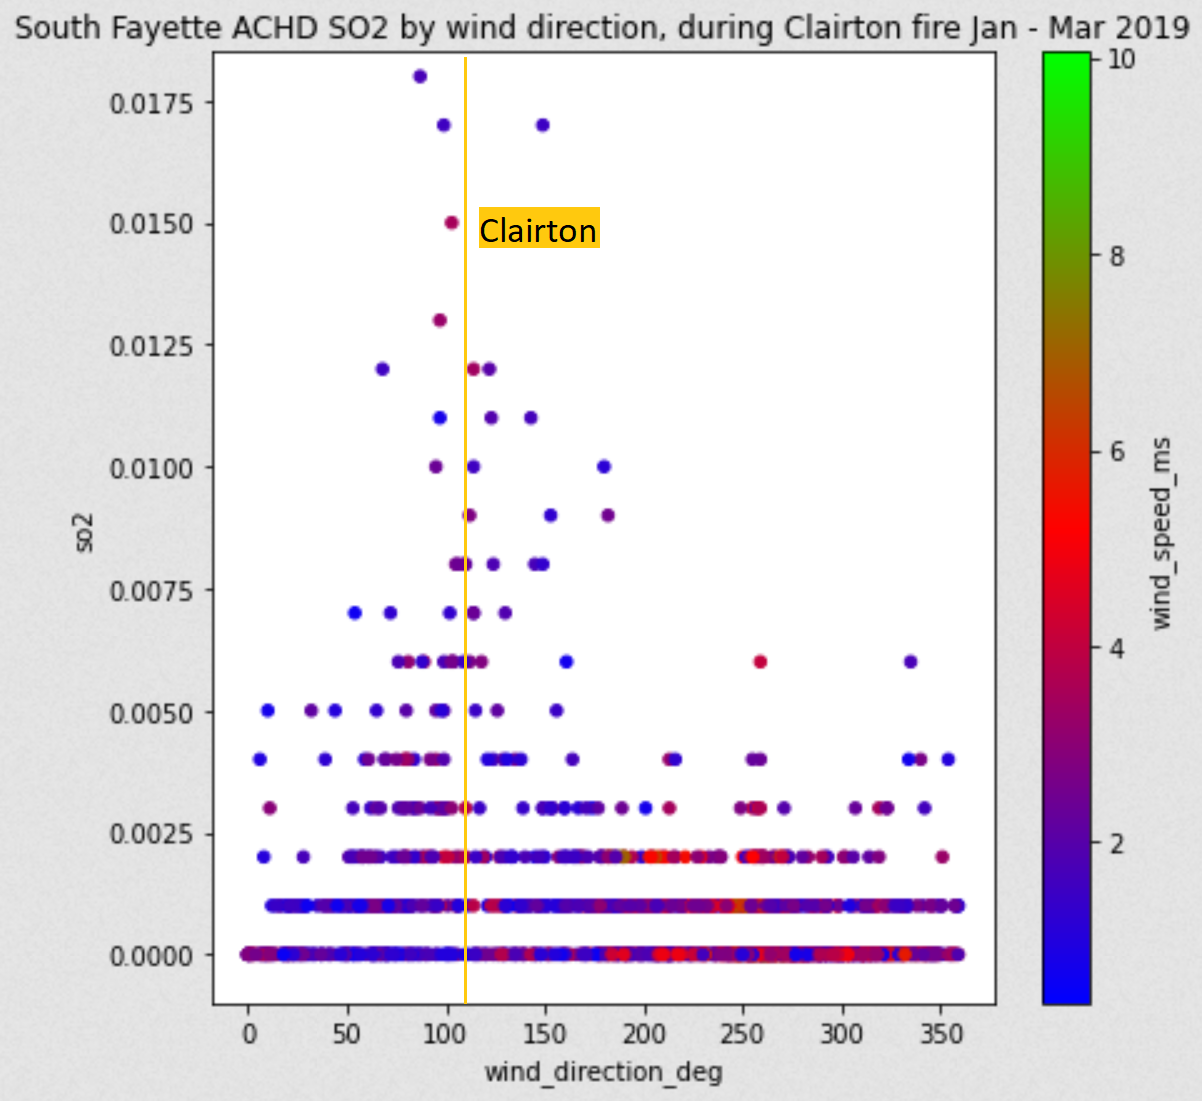 South Fayette ACHD SO2 by wind direction, during Clairton fire Jan - Mar 2019
0.0175
0.0150
0.0125
0.0100
0.0075
0.0050
0.0025
0.0000
so2
Clairton
0 50 100 150 200 250 300 350
wind_direction_deg
10
8
6
4
2
wind_speed_ms